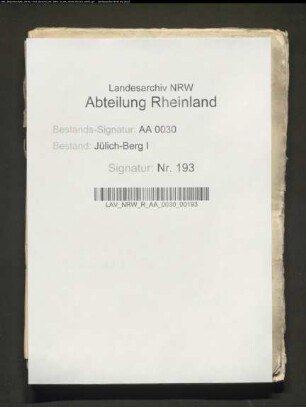 Landesarchiv NRW
Abteilung Rheinland
Bestands-Signatur: AA 0030
Bestand: Jülich-Berg I
Signatur: Nr. 193
LAV_NRW_R_AA_0030_00193